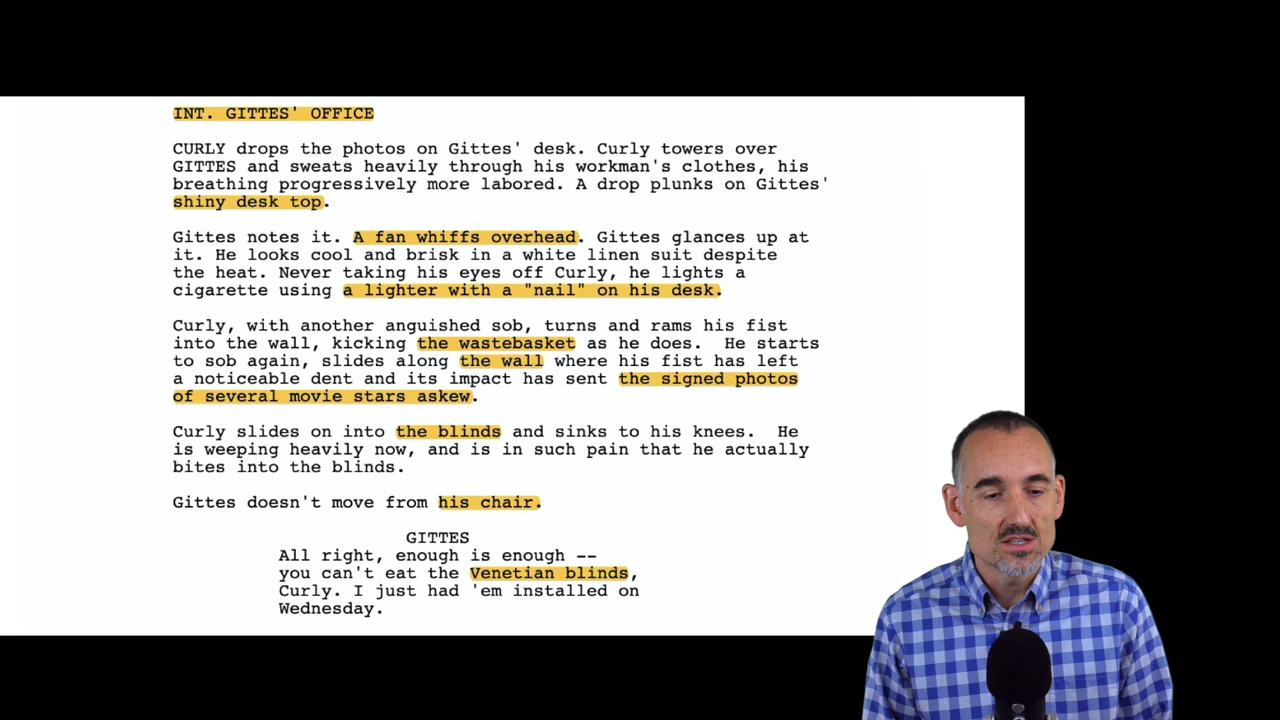 INT. GITTES' OFFICE
CURLY drops the photos on Gittes' desk. Curly towers over
GITTES and sweats heavily through his workman's clothes, his
breathing progressively more labored. A drop plunks on Gittes'
shiny desk top.
Gittes notes it. A fan whiffs overhead. Gittes glances up at
it. He looks cool and brisk in a white linen suit despite
the heat. Never taking his eyes off Curly, he lights a
cigarette using a lighter with a "nail" on his desk.
Curly, with another anguished sob, turns and rams his fist
into the wall, kicking the wastebasket as he does. He starts
to sob again, slides along the wall where his fist has left
a noticeable dent and its impact has sent the signed photos
of several movie stars askew.
Curly slides on into the blinds and sinks to his knees. He
is weeping heavily now, and is in such pain that he actually
bites into the blinds.
Gittes doesn't move from his chair.
GITTES
All right, enough is enough --
you can't eat the Venetian blinds,
Curly. I just had 'em installed on
Wednesday.